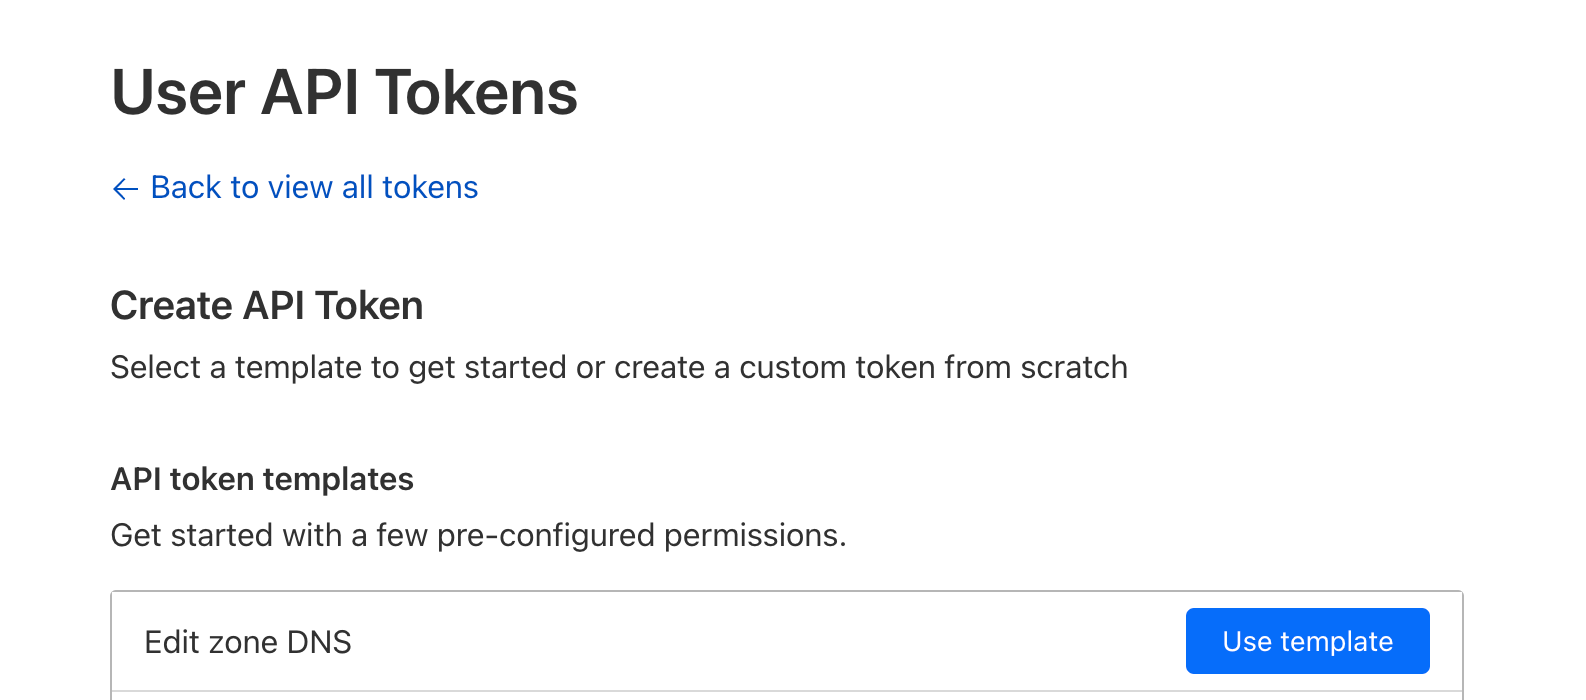 User API Tokens
← Back to view all tokens
Create API Token
Select a template to get started or create a custom token from scratch
API token templates
Get started with a few pre-configured permissions.
Edit zone DNS
Use template